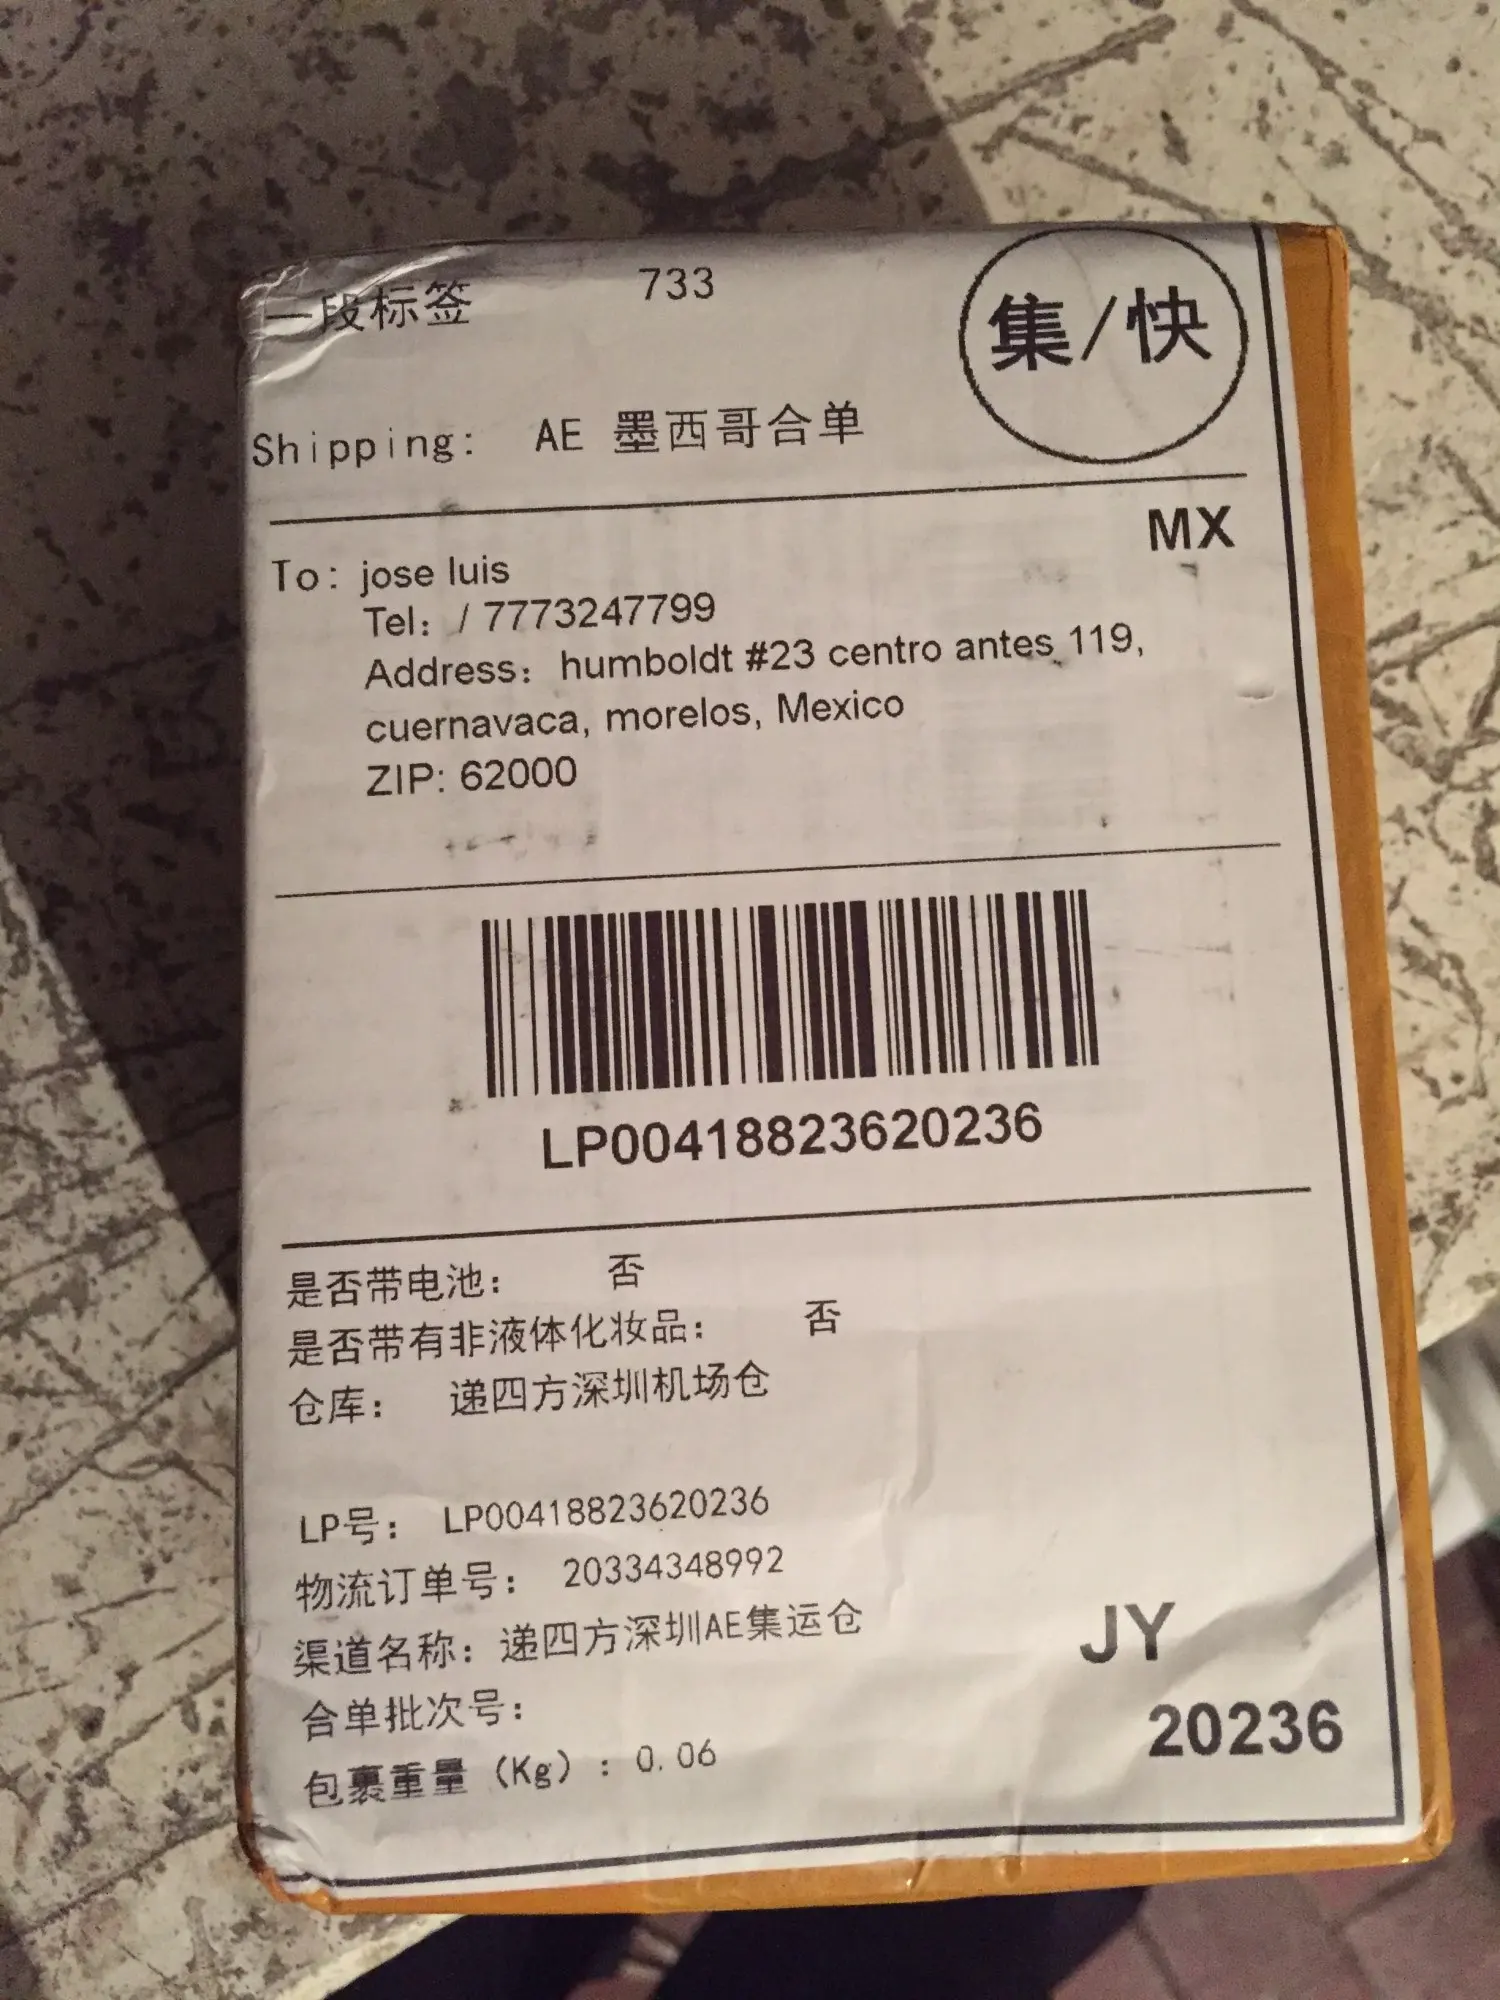 一段标签 733 集/快
Shipping: AE 墨西哥合单
MX
To: jose luis
Tel: / 7773247799
Address: humboldt #23 centro antes 119,
cuernavaca, morelos, Mexico
ZIP: 62000
LP00418823620236
是否带电池: 否
是否带有非液体化妆品: 否
仓库: 递四方深圳机场仓
LP号: LP00418823620236
物流订单号: 20334348992
渠道名称: 递四方深圳AE集运仓
JY
合单批次号:
20236
包裹重量 (Kg) : 0.06